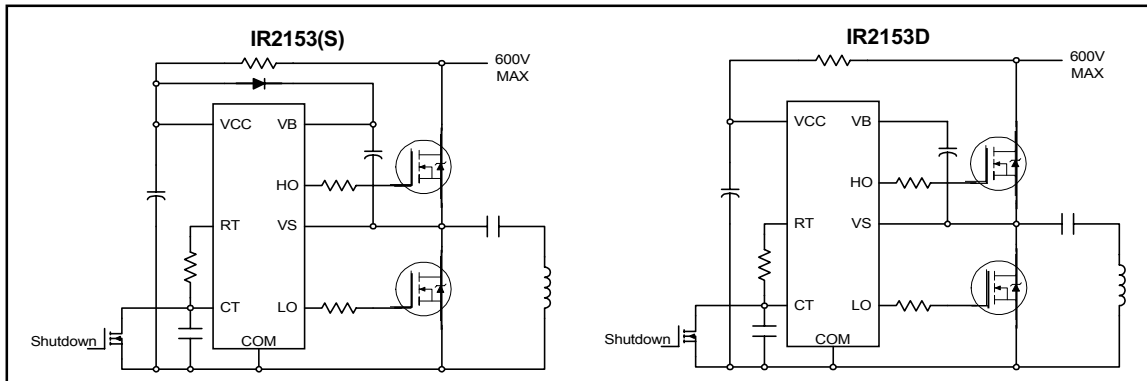 IR2153(S)
600V
MAX
VCC
VB
HO
RT
VS
CT
LO
Shutdown
COM
IR2153D
600V
MAX
VCC
VB
HO
RT
VS
CT
LO
Shutdown
COM